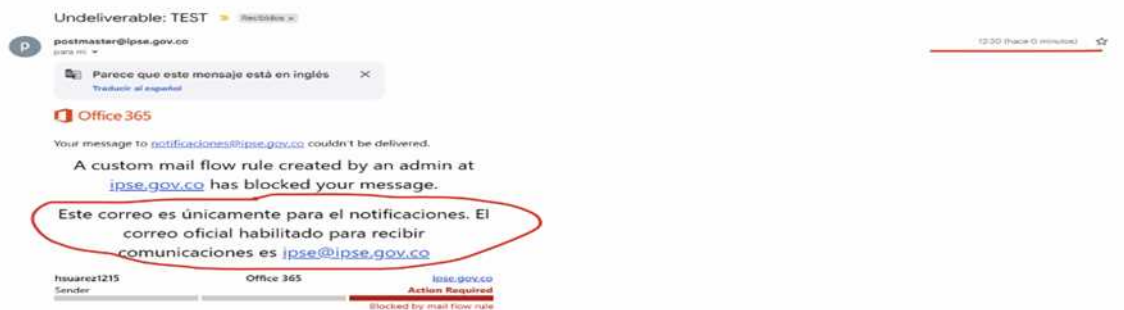 Undeliverable: TEST
Recibidos ×
P
postmaster@ipse.gov.co
12:20 (hace 0 minutos)
para mí
Parece que este mensaje está en inglés ×
Traducir al español
Office 365
Your message to notificaciones@ipse.gov.co couldn't be delivered.
A custom mail flow rule created by an admin at
ipse.gov.co has blocked your message.
Este correo es únicamente para el notificaciones. El
correo oficial habilitado para recibir
comunicaciones es ipse@ipse.gov.co
hsuarez1215 Office 365 ipse.gov.co
Sender Action Required
Blocked by mail flow rule